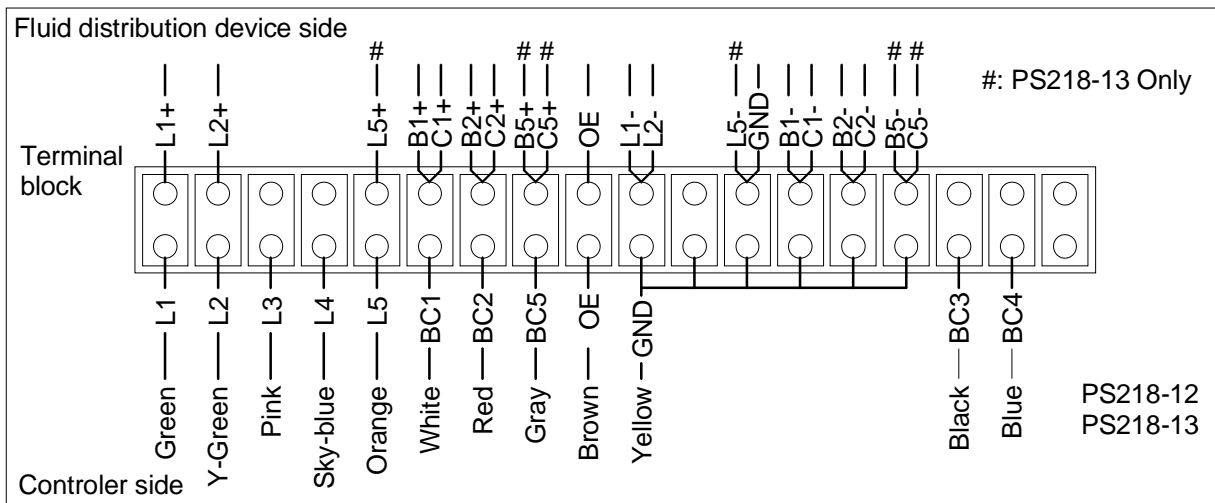 Fluid distribution device side
# # # # # #
#: PS218-13 Only
L1+ L2+ L5+ B1+ C1+ B2+ C2+ B5+ C5+ OE L1- L2- L5- GND B1- C1- B2- C2- B5- C5-
Terminal
block
L1 L2 L3 L4 L5 BC1 BC2 BC5 OE GND BC3 BC4
Green Y-Green Pink Sky-blue Orange White Red Gray Brown Yellow Black Blue
PS218-12
PS218-13
Controler side